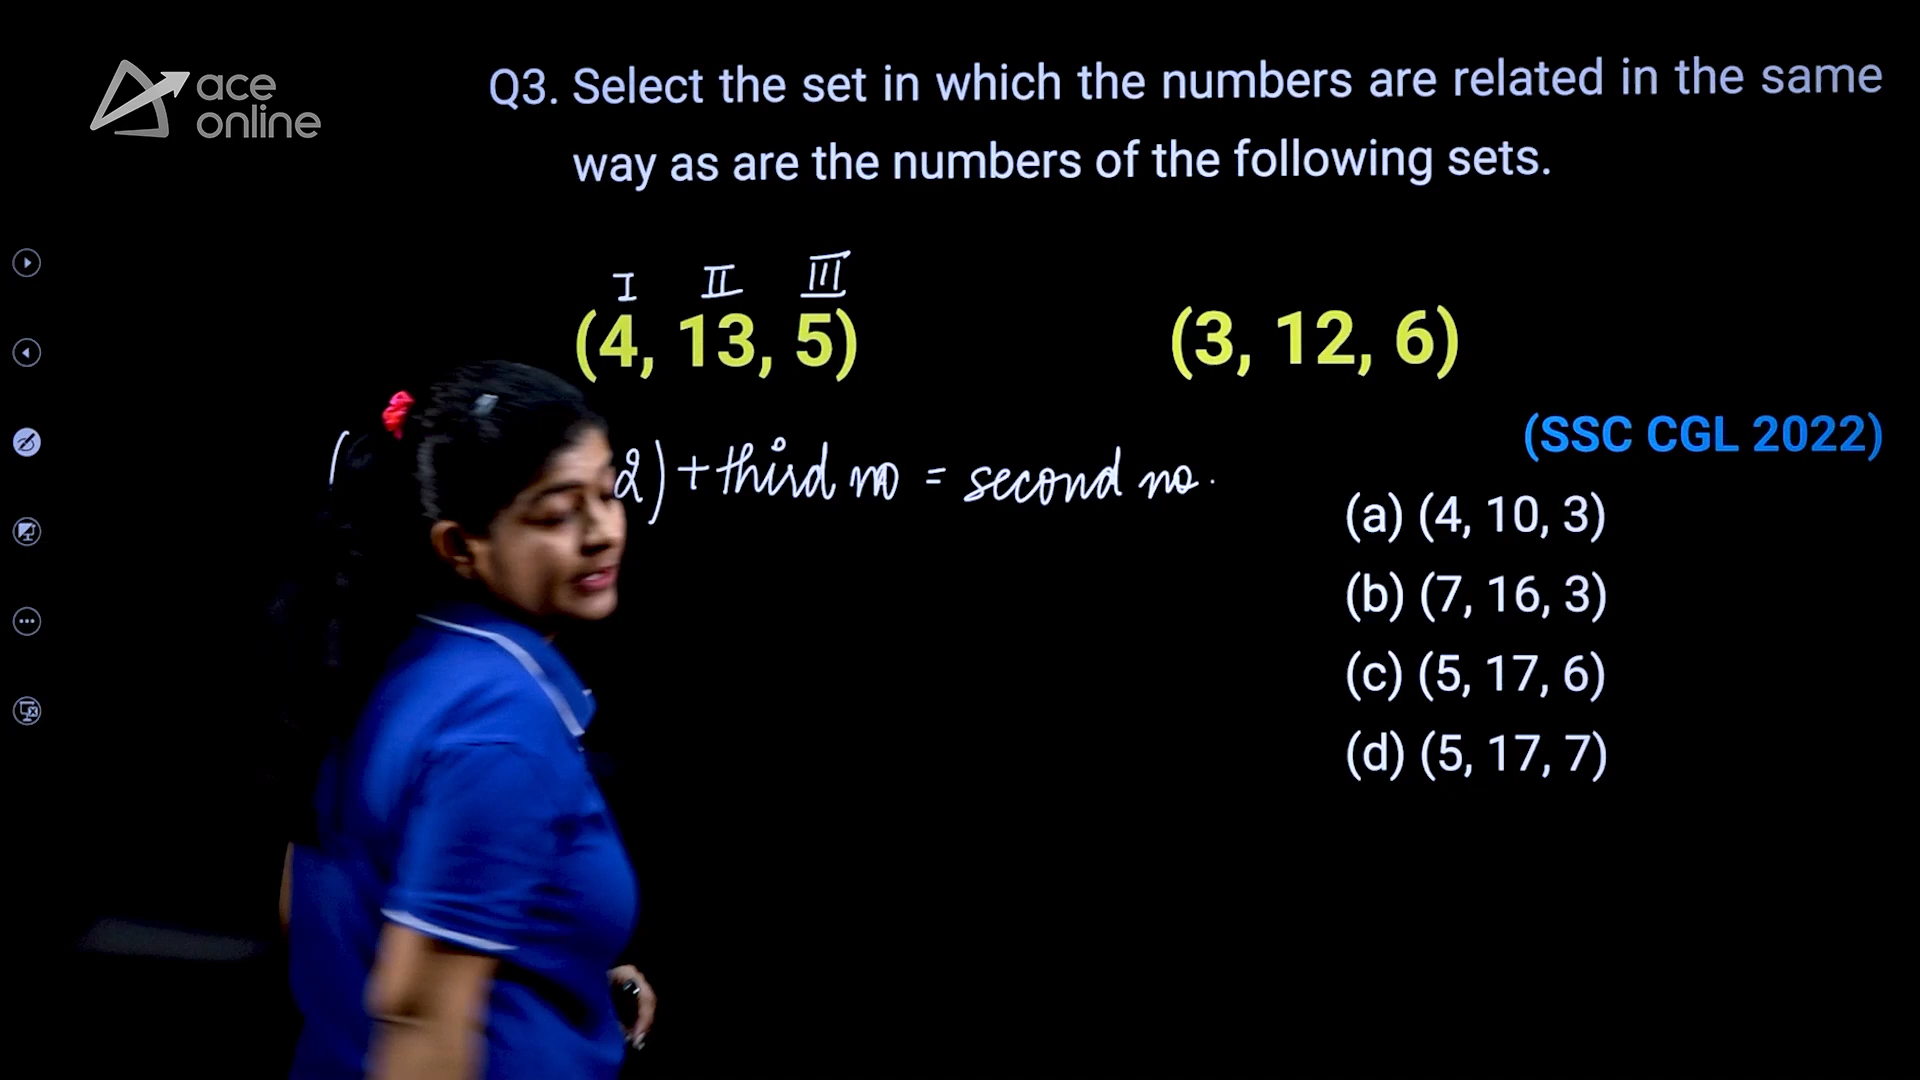 ace
online
Q3. Select the set in which the numbers are related in the same
way as are the numbers of the following sets.
I II III
(4, 13, 5) (3, 12, 6)
(SSC CGL 2022)
( 2) + third no = second no.
(a) (4, 10, 3)
(b) (7, 16, 3)
(c) (5, 17, 6)
(d) (5, 17, 7)